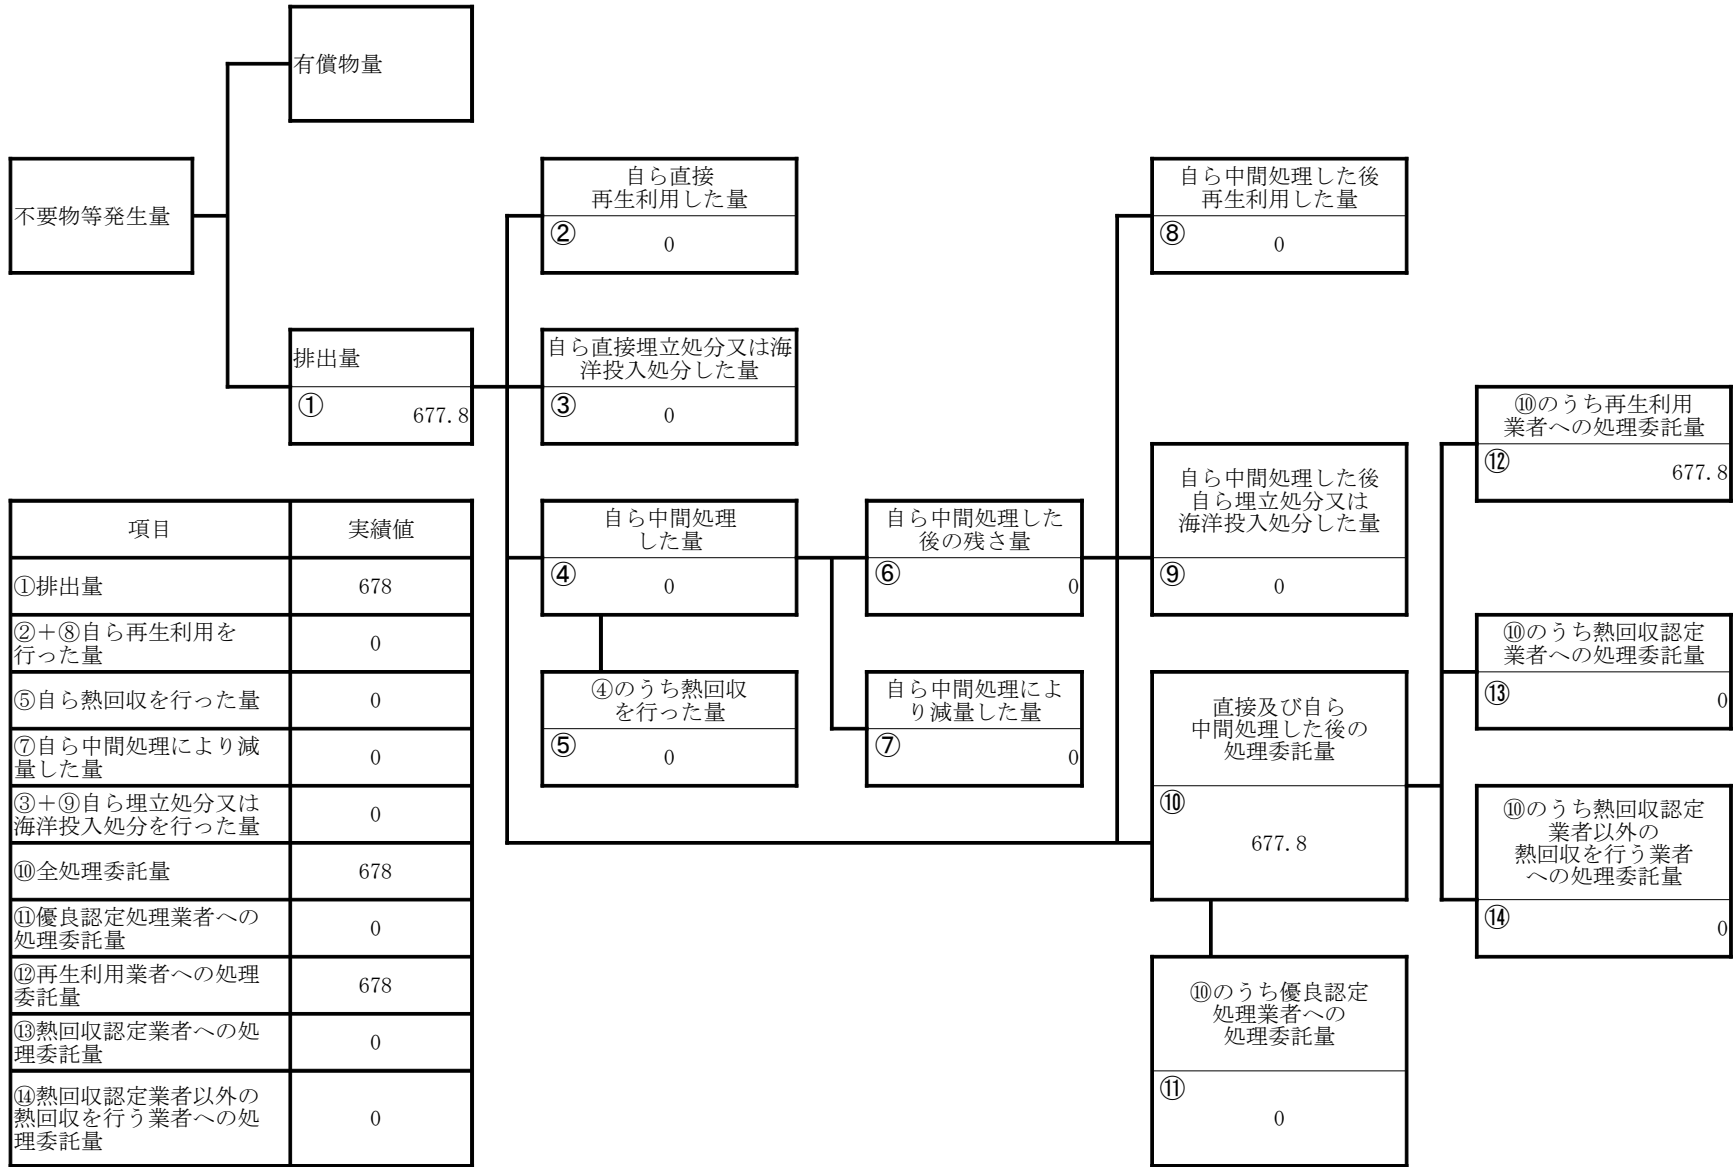 有償物量
不要物等発生量
自ら直接
再生利用した量
②
0
自ら中間処理した後
再生利用した量
⑧
0
排出量
①
677.8
自ら直接埋立処分又は海
洋投入処分した量
③
0
⑩のうち再生利用
業者への処理委託量
⑫
677.8
自ら中間処理
した量
④
0
自ら中間処理した
後の残さ量
⑥
0
自ら中間処理した後
自ら埋立処分又は
海洋投入処分した量
⑨
0
⑩のうち熱回収認定
業者への処理委託量
⑬
0
④のうち熱回収
を行った量
⑤
0
自ら中間処理によ
り減量した量
⑦
0
直接及び自ら
中間処理した後の
処理委託量
⑩
677.8
⑩のうち熱回収認定
業者以外の
熱回収を行う業者
への処理委託量
⑭
0
⑩のうち優良認定
処理業者への
処理委託量
⑪
0
項目 実績値
①排出量 678
②+⑧自ら再生利用を
行った量 0
⑤自ら熱回収を行った量 0
⑦自ら中間処理により減
量した量 0
③+⑨自ら埋立処分又は
海洋投入処分を行った量 0
⑩全処理委託量 678
⑪優良認定処理業者への
処理委託量 0
⑫再生利用業者への処理
委託量 678
⑬熱回収認定業者への処
理委託量 0
⑭熱回収認定業者以外の
熱回収を行う業者への処
理委託量 0